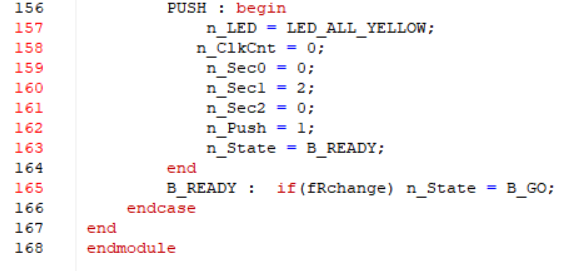 156 PUSH : begin
157 n_LED = LED_ALL_YELLOW;
158 n_ClkCnt = 0;
159 n_Sec0 = 0;
160 n_Sec1 = 2;
161 n_Sec2 = 0;
162 n_Push = 1;
163 n_State = B_READY;
164 end
165 B_READY : if(fRchange) n_State = B_GO;
166 endcase
167 end
168 endmodule